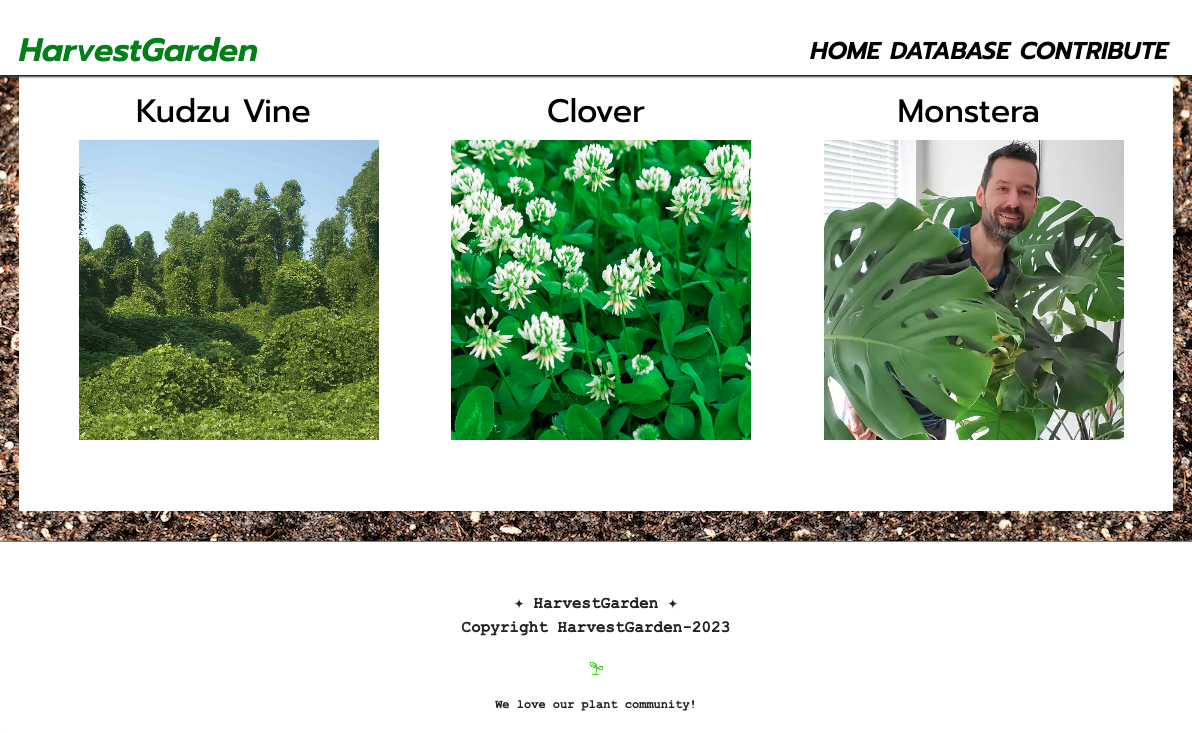 HarvestGarden
HOME DATABASE CONTRIBUTE
Kudzu Vine
Clover
Monstera
✦ HarvestGarden ✦
Copyright HarvestGarden-2023
We love our plant community!